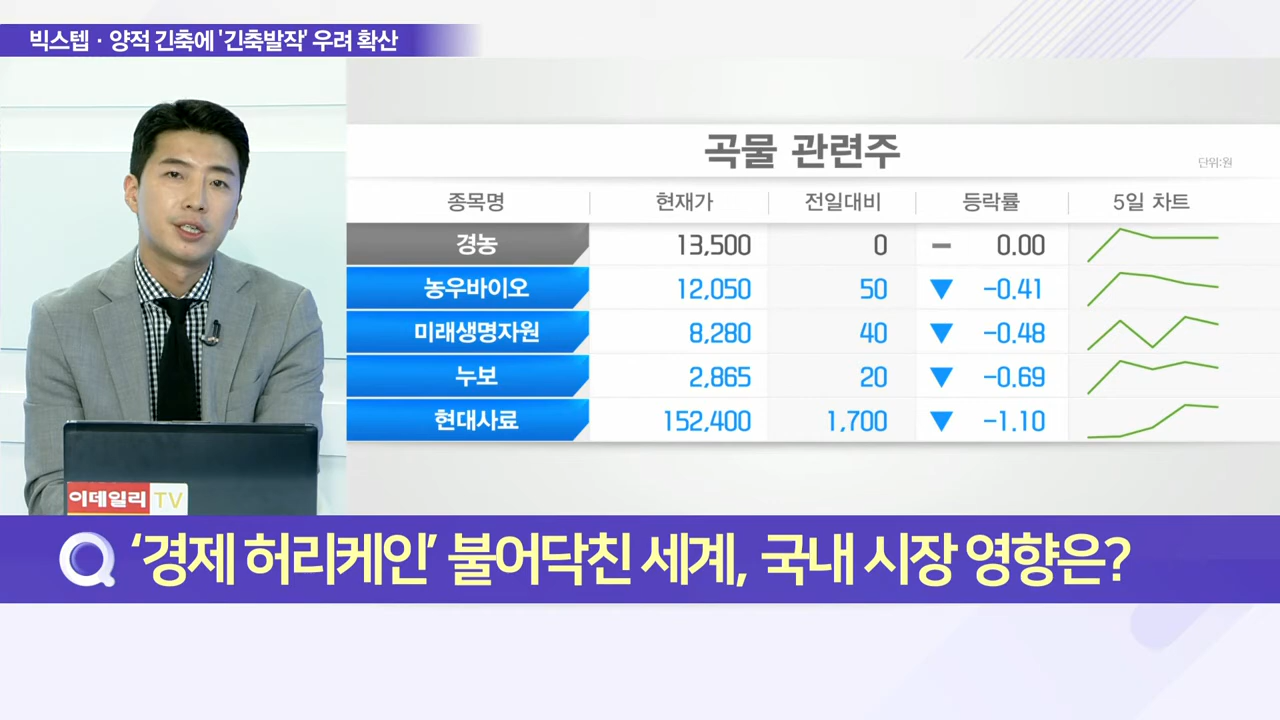 빅스텝·양적 긴축에 '긴축발작' 우려 확산
곡물 관련주
단위:원
종목명 현재가 전일대비 등락률 5일 차트
경농 13,500 0 - 0.00
농우바이오 12,050 50 ▼ -0.41
미래생명자원 8,280 40 ▼ -0.48
누보 2,865 20 ▼ -0.69
현대사료 152,400 1,700 ▼ -1.10
이데일리 TV
Q '경제 허리케인' 불어닥친 세계, 국내 시장 영향은?